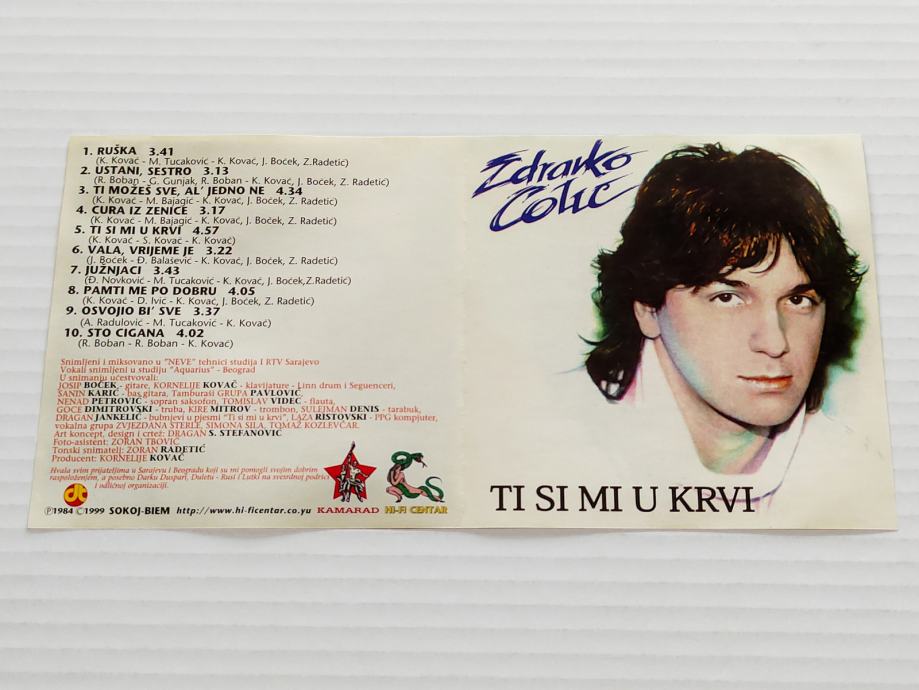 1. RUŠKA 3.41
(K. Kovač - M. Tucaković - K. Kovač, J. Boček, Z.Radetić)
2. USTANI, SESTRO 3.13
(R. Boban - G. Gunjak, R. Boban - K. Kovač, J. Boček, Z. Radetić)
3. TI MOŽEŠ SVE, AL' JEDNO NE 4.34
(K. Kovač - M. Bajagić - K. Kovač, J. Boček, Z. Radetić)
4. CURA IZ ZENICE 3.17
(K. Kovač - M. Bajagić - K. Kovač, J. Boček, Z. Radetić)
5. TI SI MI U KRVI 4.57
(K. Kovač - S. Kovač - K. Kovač)
6. VALA, VRIJEME JE 3.22
(J. Boček - Đ. Balašević - K. Kovač, J. Boček, Z. Radetić)
7. JUŽNJACI 3.43
(Đ. Novković - M. Tucaković - K. Kovač, J. Boček,Z.Radetić)
8. PAMTI ME PO DOBRU 4.05
(K. Kovač - D. Ivić - K. Kovač, J. Boček, Z. Radetić)
9. OSVOJIO BI' SVE 3.37
(A. Radulović - M. Tucaković - K. Kovač)
10. STO CIGANA 4.02
(R. Boban - R. Boban - K. Kovač)
Snimljeni i miksovano u "NEVE" tehnici studija I RTV Sarajevo
Vokali snimljeni u studiju "Aquarius" - Beograd
U snimanju učestvovali:
JOSIP BOČEK - gitare, KORNELIJE KOVAČ - klavijature - Linn drum i Seguenceri,
SANIN KARIĆ - bas gitara, Tamburaši GRUPA PAVLOVIĆ,
NENAD PETROVIĆ - sopran saksofon, TOMISLAV VIDEC - flauta,
GOCE DIMITROVSKI - truba, KIRE MITROV - trombon, SULEJMAN DENIS - tarabuk,
DRAGAN JANKELIĆ - bubnjevi u pjesmi "Ti si mi u krvi", LAZA RISTOVSKI - PPG kompjuter,
vokalna grupa ZVJEZDANA ŠTERLE, SIMONA SILA, TOMAŽ KOZLEVČAR.
Art koncept, design i crtež: DRAGAN S. STEFANOVIĆ
Foto-asistent: ZORAN TBOVIĆ
Tonski snimatelj: ZORAN RADETIĆ
Producent: KORNELIJE KOVAČ
Hvala svim prijateljima u Sarajevu i Beogradu koji su mi pomogli svojim dobrim
raspoloženjem, a posebno Darku Duspari, Duletu - Rusi i Lutki na svesrdnoj podršci
i odličnoj organizaciji.
℗1984 ©1999 SOKOJ-BIEM http://www.hi-ficentar.co.yu KAMARAD HI-FI CENTAR
Zdravko
Čolić
TI SI MI U KRVI